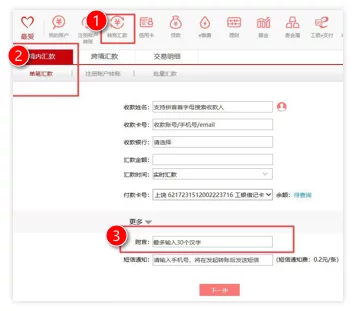 1
最爱 我的账户 注册账户转账 转账汇款 信用卡 贷款 e缴费 理财 基金 贵金属 工银e支付
2
境内汇款 跨境汇款 交易明细
单笔汇款 注册账户转账 批量汇款
收款姓名: 支持拼音首字母搜索收款人
收款卡号: 收款账号/手机号/email
收款银行: 请选择
汇款金额:
汇款时间: 实时汇款
付款卡号: 上饶 6217231512002223716 工银借记卡 余额: 待查询
更多
3
附言: 最多输入30个汉字
短信通知: 请输入手机号,将在发起转账后发送短信 (短信通知费: 0.2元/条)
下一步